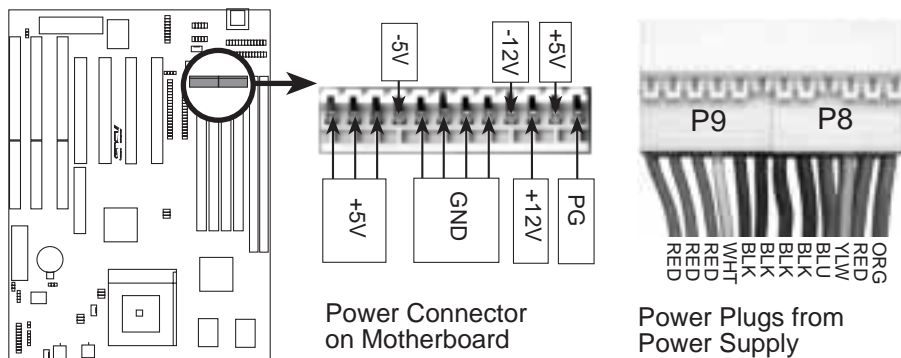 -5V
-12V
+5V
+5V
GND
+12V
PG
Power Connector
on Motherboard
P9
P8
RED
RED
RED
WHT
BLK
BLK
BLK
BLK
BLU
YLW
RED
ORG
Power Plugs from
Power Supply